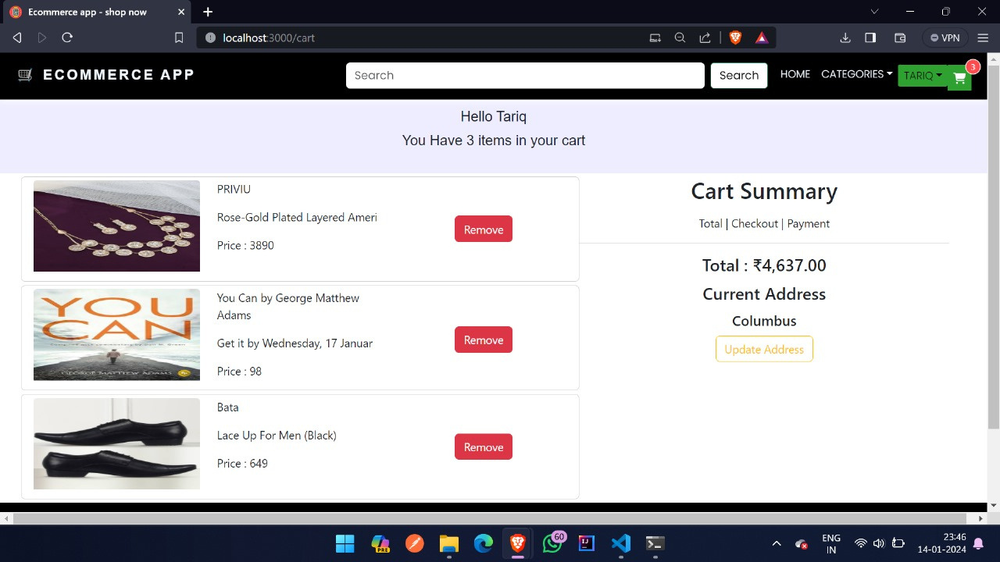 Ecommerce app - shop now
localhost:3000/cart
VPN
ECOMMERCE APP
Search
Search
HOME
CATEGORIES
TARIQ
3
Hello Tariq
You Have 3 items in your cart
PRIVIU
Rose-Gold Plated Layered Ameri
Price : 3890
Remove
YOU
CAN
GEORGE MATTHEW ADAMS
You Can by George Matthew
Adams
Get it by Wednesday, 17 Januar
Price : 98
Remove
Bata
Lace Up For Men (Black)
Price : 649
Remove
Cart Summary
Total | Checkout | Payment
Total : ₹4,637.00
Current Address
Columbus
Update Address
PRE
60
ENG
IN
23:46
14-01-2024